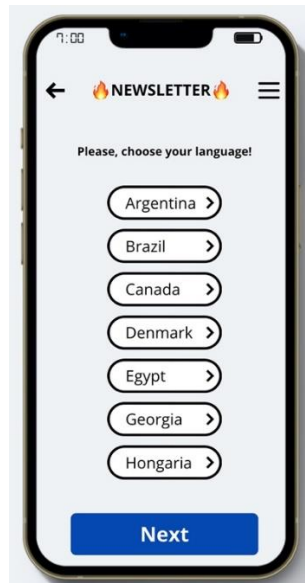 7:00
🔥NEWSLETTER🔥
Please, choose your language!
Argentina
Brazil
Canada
Denmark
Egypt
Georgia
Hongaria
Next